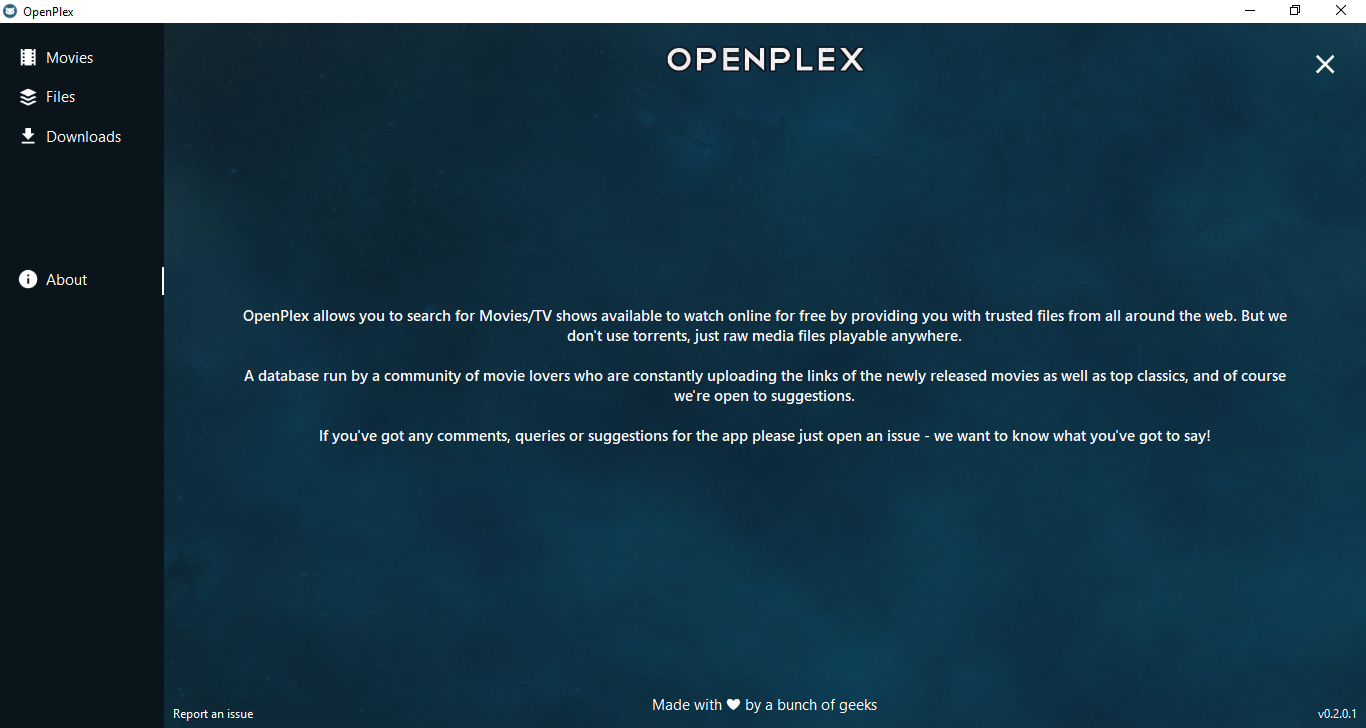 OpenPlex
Movies
Files
Downloads
About
OPENPLEX
OpenPlex allows you to search for Movies/TV shows available to watch online for free by providing you with trusted files from all around the web. But we
don't use torrents, just raw media files playable anywhere.
A database run by a community of movie lovers who are constantly uploading the links of the newly released movies as well as top classics, and of course
we're open to suggestions.
If you've got any comments, queries or suggestions for the app please just open an issue - we want to know what you've got to say!
Made with ♥ by a bunch of geeks
Report an issue
v0.2.0.1